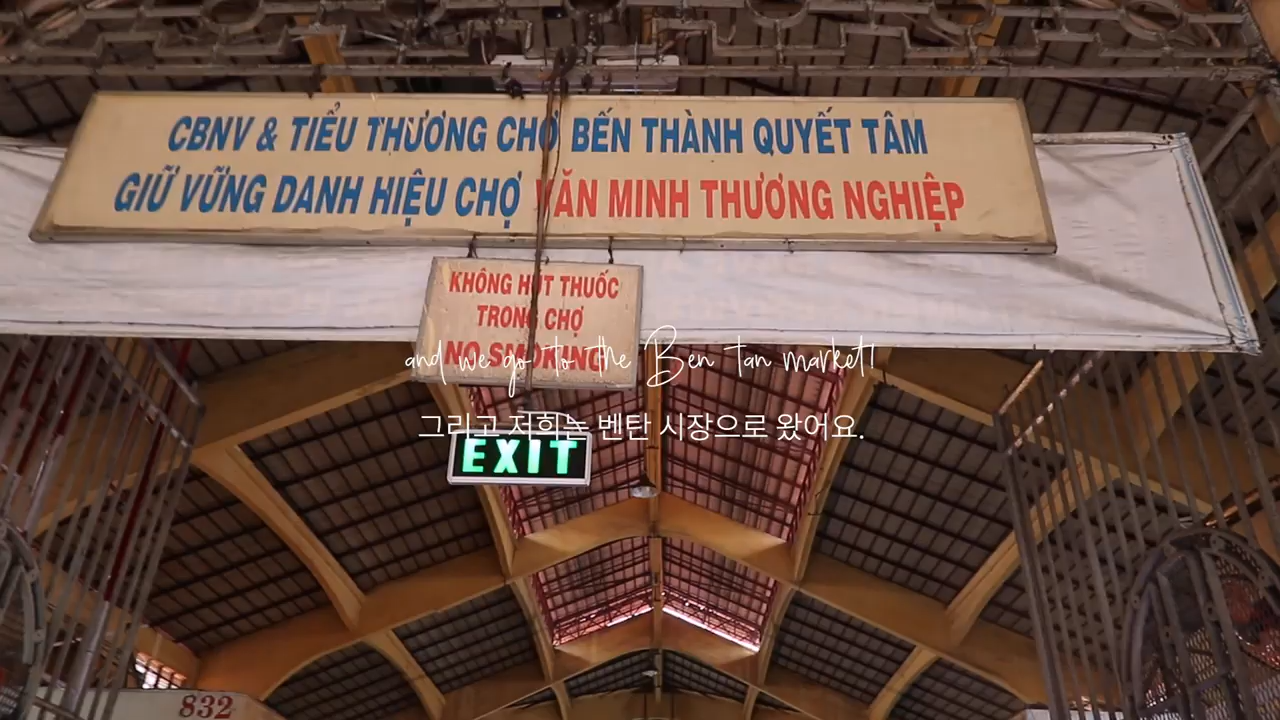 CBNV & TIỂU THƯƠNG CHỢ BẾN THÀNH QUYẾT TÂM
GIỮ VỮNG DANH HIỆU CHỢ VĂN MINH THƯƠNG NGHIỆP
KHÔNG HÚT THUỐC
TRONG CHỢ
NO SMOKING
and we go to the Ben tan market!
그리고 저희는 벤탄 시장으로 왔어요.
EXIT
832